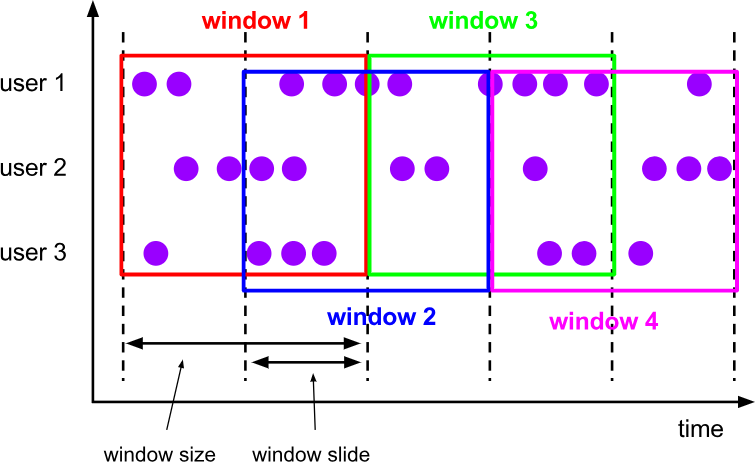 window 1
window 3
user 1
user 2
user 3
window 2
window 4
time
window size
window slide